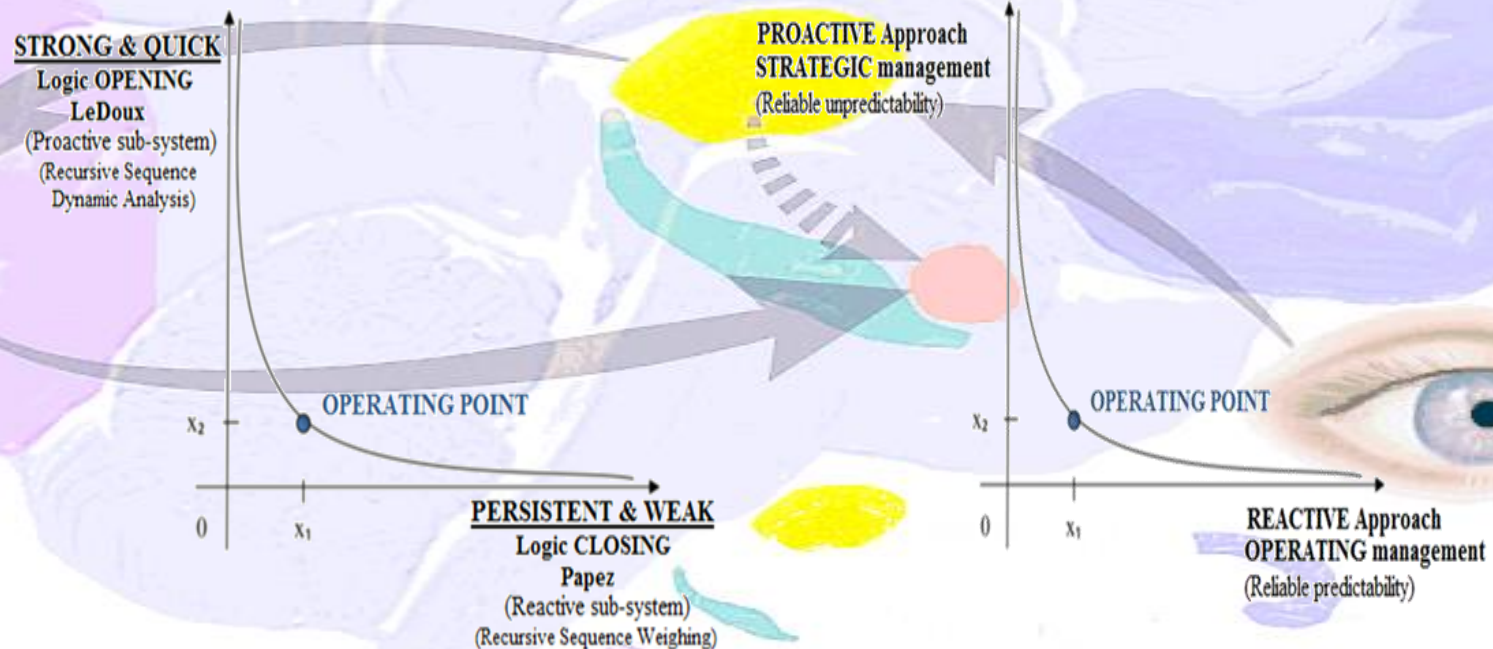 STRONG & QUICK
Logic OPENING
LeDoux
(Proactive sub-system)
(Recursive Sequence
Dynamic Analysis)
OPERATING POINT
x₂
0
x₁
PERSISTENT & WEAK
Logic CLOSING
Papez
(Reactive sub-system)
(Recursive Sequence Weighing)
PROACTIVE Approach
STRATEGIC management
(Reliable unpredictability)
OPERATING POINT
x₂
0
x₁
REACTIVE Approach
OPERATING management
(Reliable predictability)